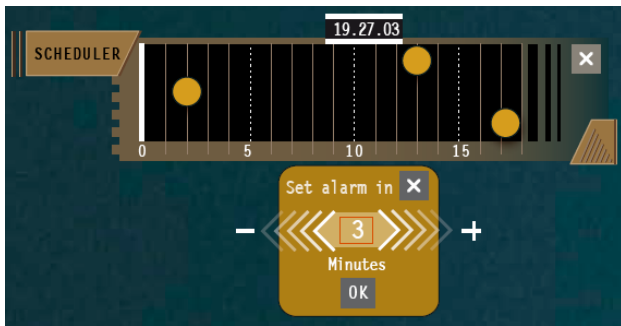 19.27.03
SCHEDULER
0 5 10 15
Set alarm in
- 3 +
Minutes
OK